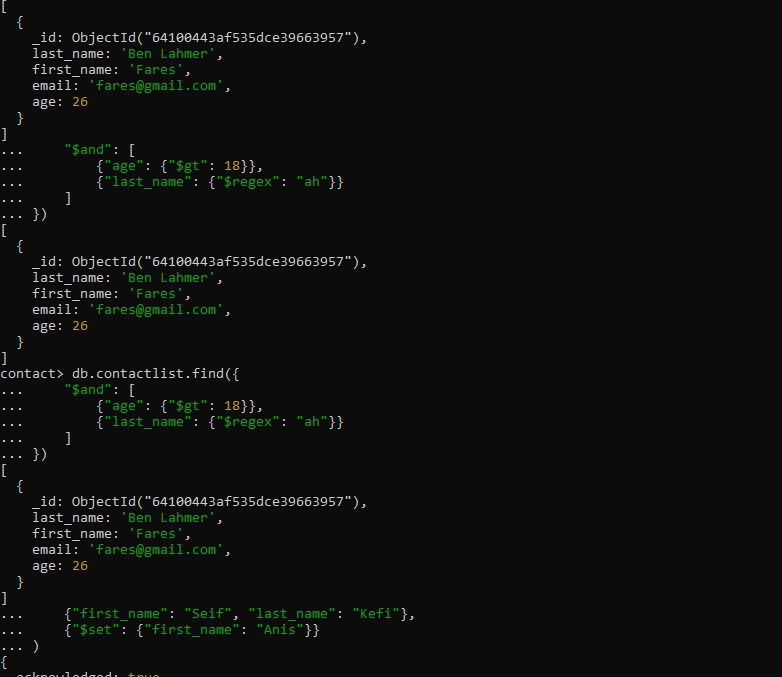 [
  {
    _id: ObjectId("64100443af535dce39663957"),
    last_name: 'Ben Lahmer',
    first_name: 'Fares',
    email: 'fares@gmail.com',
    age: 26
  }
]
...     "$and": [
...         {"age": {"$gt": 18}},
...         {"last_name": {"$regex": "ah"}}
...     ]
... })
[
  {
    _id: ObjectId("64100443af535dce39663957"),
    last_name: 'Ben Lahmer',
    first_name: 'Fares',
    email: 'fares@gmail.com',
    age: 26
  }
]
contact> db.contactlist.find({
...     "$and": [
...         {"age": {"$gt": 18}},
...         {"last_name": {"$regex": "ah"}}
...     ]
... })
[
  {
    _id: ObjectId("64100443af535dce39663957"),
    last_name: 'Ben Lahmer',
    first_name: 'Fares',
    email: 'fares@gmail.com',
    age: 26
  }
]
...     {"first_name": "Seif", "last_name": "Kefi"},
...     {"$set": {"first_name": "Anis"}}
... )
{
  acknowledged: true